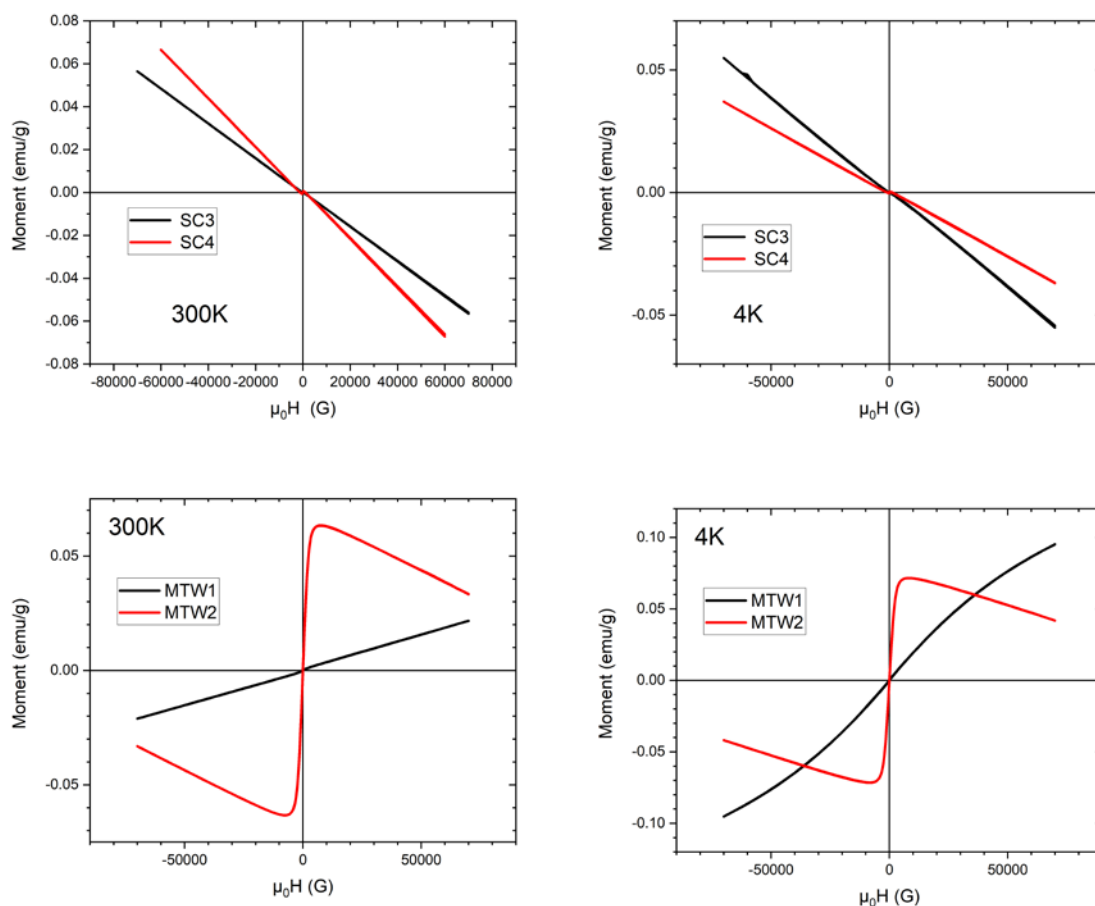 0.08
0.06
0.04
0.02
0.00
-0.02
-0.04
-0.06
-0.08
Moment (emu/g)
SC3
SC4
300K
-80000 -60000 -40000 -20000 0 20000 40000 60000 80000
µ₀H (G)
0.05
0.00
-0.05
Moment (emu/g)
SC3
SC4
4K
-50000 0 50000
µ₀H (G)
300K
0.05
0.00
-0.05
Moment (emu/g)
MTW1
MTW2
-50000 0 50000
µ₀H (G)
4K
0.10
0.05
0.00
-0.05
-0.10
Moment (emu/g)
MTW1
MTW2
-50000 0 50000
µ₀H (G)